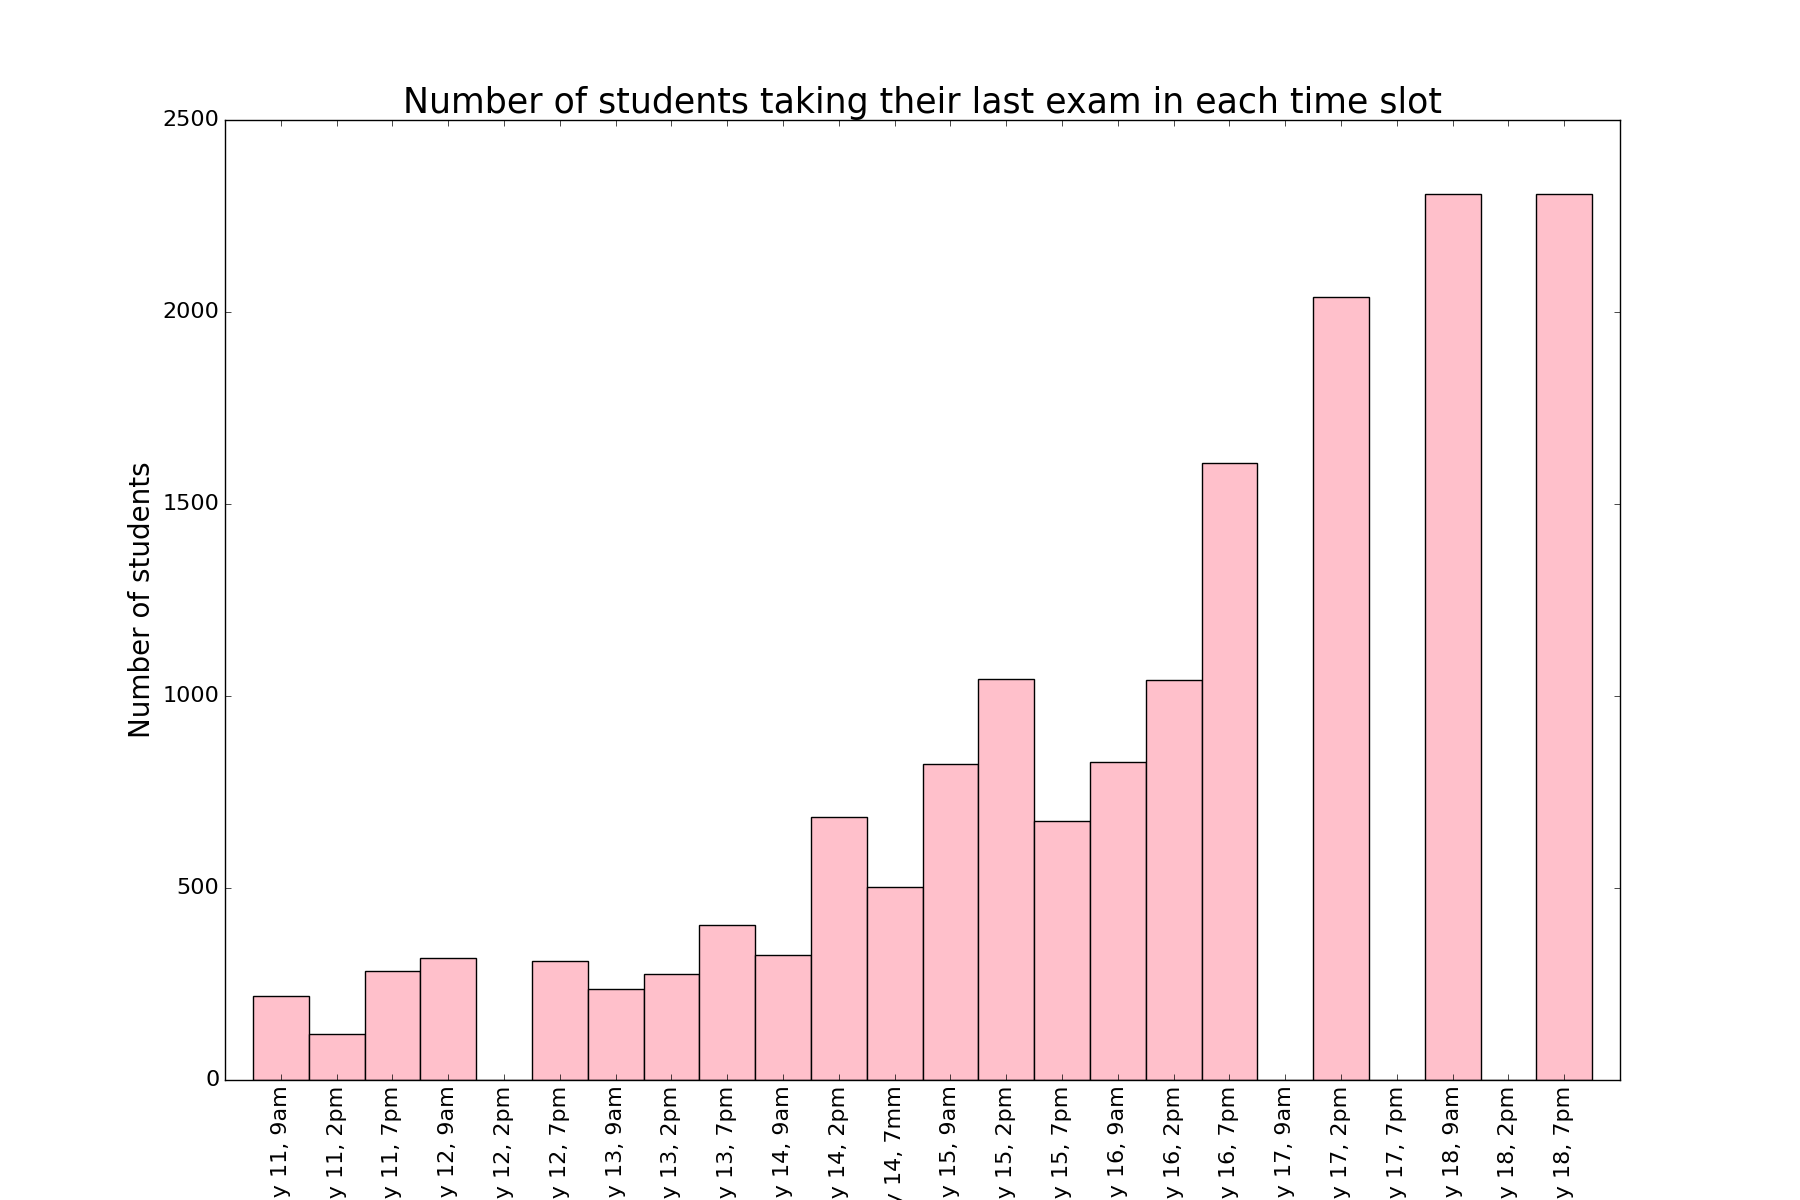 Number of students taking their last exam in each time slot
Number of students
2500
2000
1500
1000
500
0
y 11, 9am
y 11, 2pm
y 11, 7pm
y 12, 9am
y 12, 2pm
y 12, 7pm
y 13, 9am
y 13, 2pm
y 13, 7pm
y 14, 9am
y 14, 2pm
y 14, 7mm
y 15, 9am
y 15, 2pm
y 15, 7pm
y 16, 9am
y 16, 2pm
y 16, 7pm
y 17, 9am
y 17, 2pm
y 17, 7pm
y 18, 9am
y 18, 2pm
y 18, 7pm